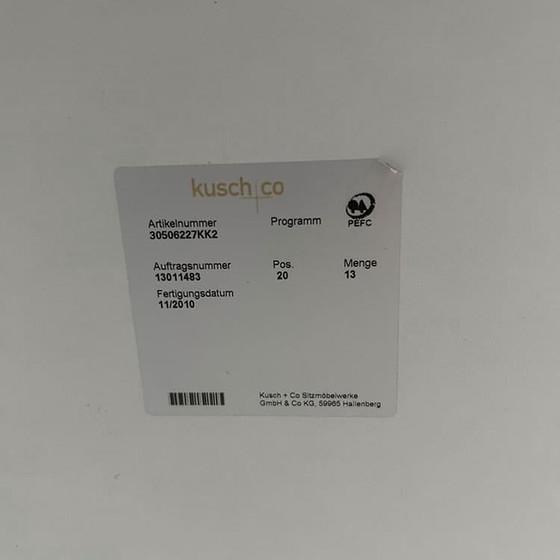 kusch+co
Artikelnummer Programm
30506227KK2
PEFC
Auftragsnummer Pos. Menge
13011483 20 13
Fertigungsdatum
11/2010
Kusch + Co Sitzmöbelwerke
GmbH & Co KG, 59965 Hallenberg